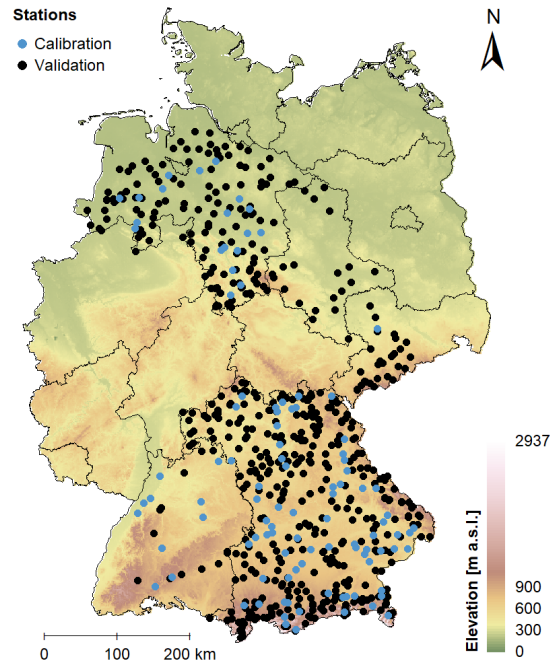 Stations
Calibration
Validation
N
2937
900
600
300
0
Elevation [m a.s.l.]
0 100 200 km